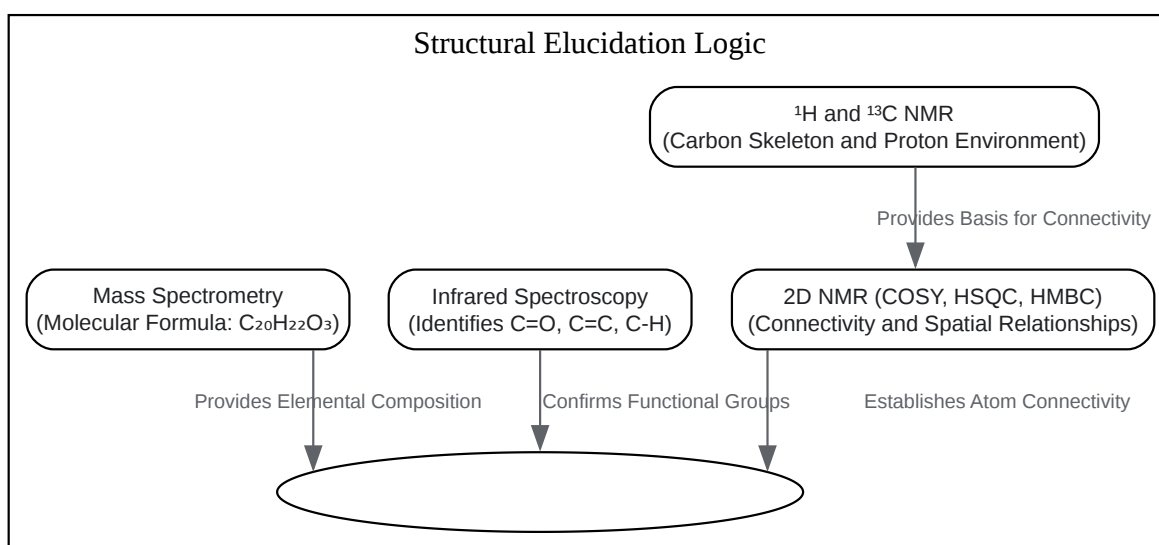 Structural Elucidation Logic
¹H and ¹³C NMR
(Carbon Skeleton and Proton Environment)
Provides Basis for Connectivity
Mass Spectrometry
(Molecular Formula: C₂₀H₂₂O₃)
Infrared Spectroscopy
(Identifies C=O, C=C, C-H)
2D NMR (COSY, HSQC, HMBC)
(Connectivity and Spatial Relationships)
Provides Elemental Composition
Confirms Functional Groups
Establishes Atom Connectivity